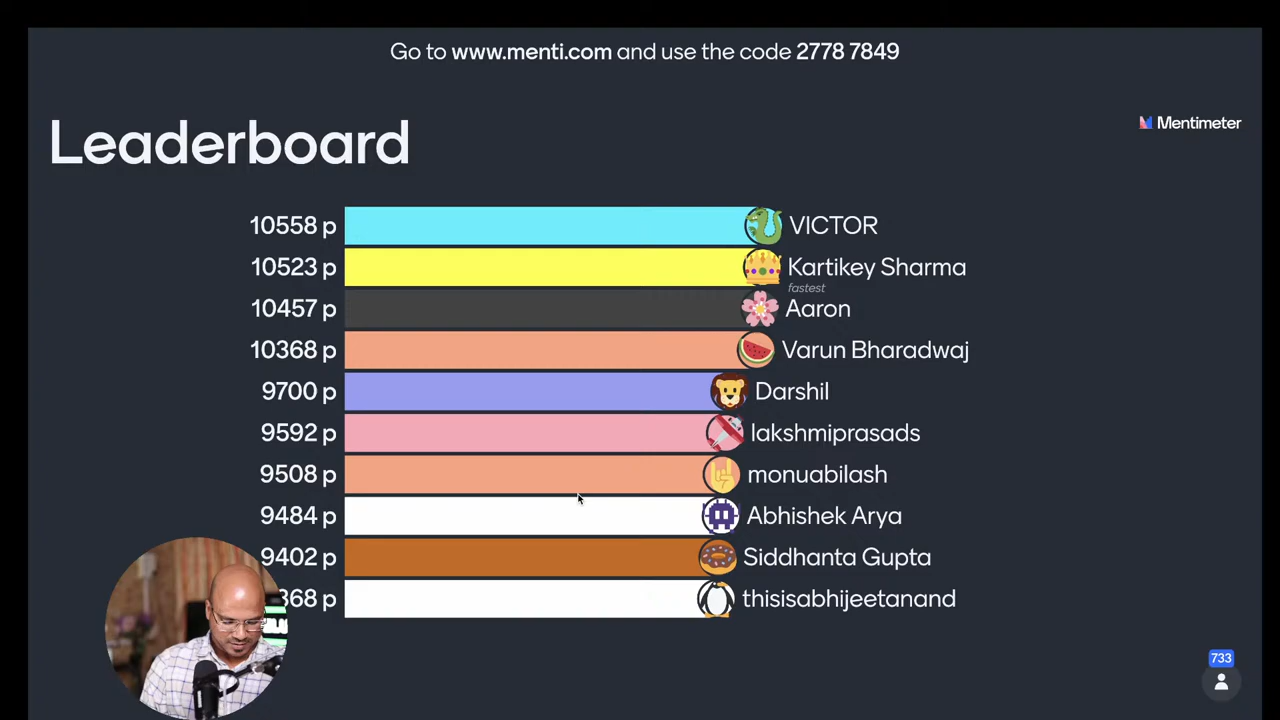 Go to www.menti.com and use the code 2778 7849
Leaderboard
Mentimeter
10558 p VICTOR
10523 p Kartikey Sharma
fastest
10457 p Aaron
10368 p Varun Bharadwaj
9700 p Darshil
9592 p lakshmiprasads
9508 p monuabilash
9484 p Abhishek Arya
9402 p Siddhanta Gupta
368 p thisisabhijeetanand
733